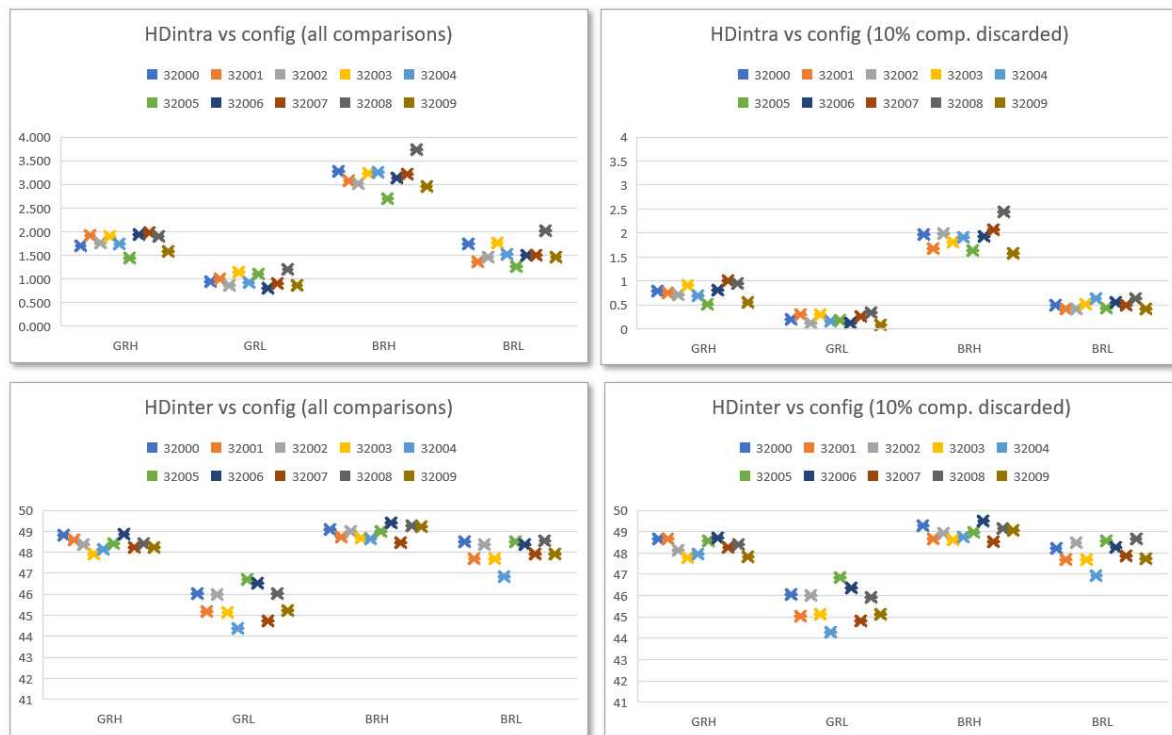 HDintra vs config (all comparisons)
32000 32001 32002 32003 32004
32005 32006 32007 32008 32009
4.000
3.500
3.000
2.500
2.000
1.500
1.000
0.500
0.000
GRH GRL BRH BRL
HDintra vs config (10% comp. discarded)
32000 32001 32002 32003 32004
32005 32006 32007 32008 32009
4
3.5
3
2.5
2
1.5
1
0.5
0
GRH GRL BRH BRL
HDinter vs config (all comparisons)
32000 32001 32002 32003 32004
32005 32006 32007 32008 32009
50
49
48
47
46
45
44
43
42
41
GRH GRL BRH BRL
HDinter vs config (10% comp. discarded)
32000 32001 32002 32003 32004
32005 32006 32007 32008 32009
50
49
48
47
46
45
44
43
42
41
GRH GRL BRH BRL